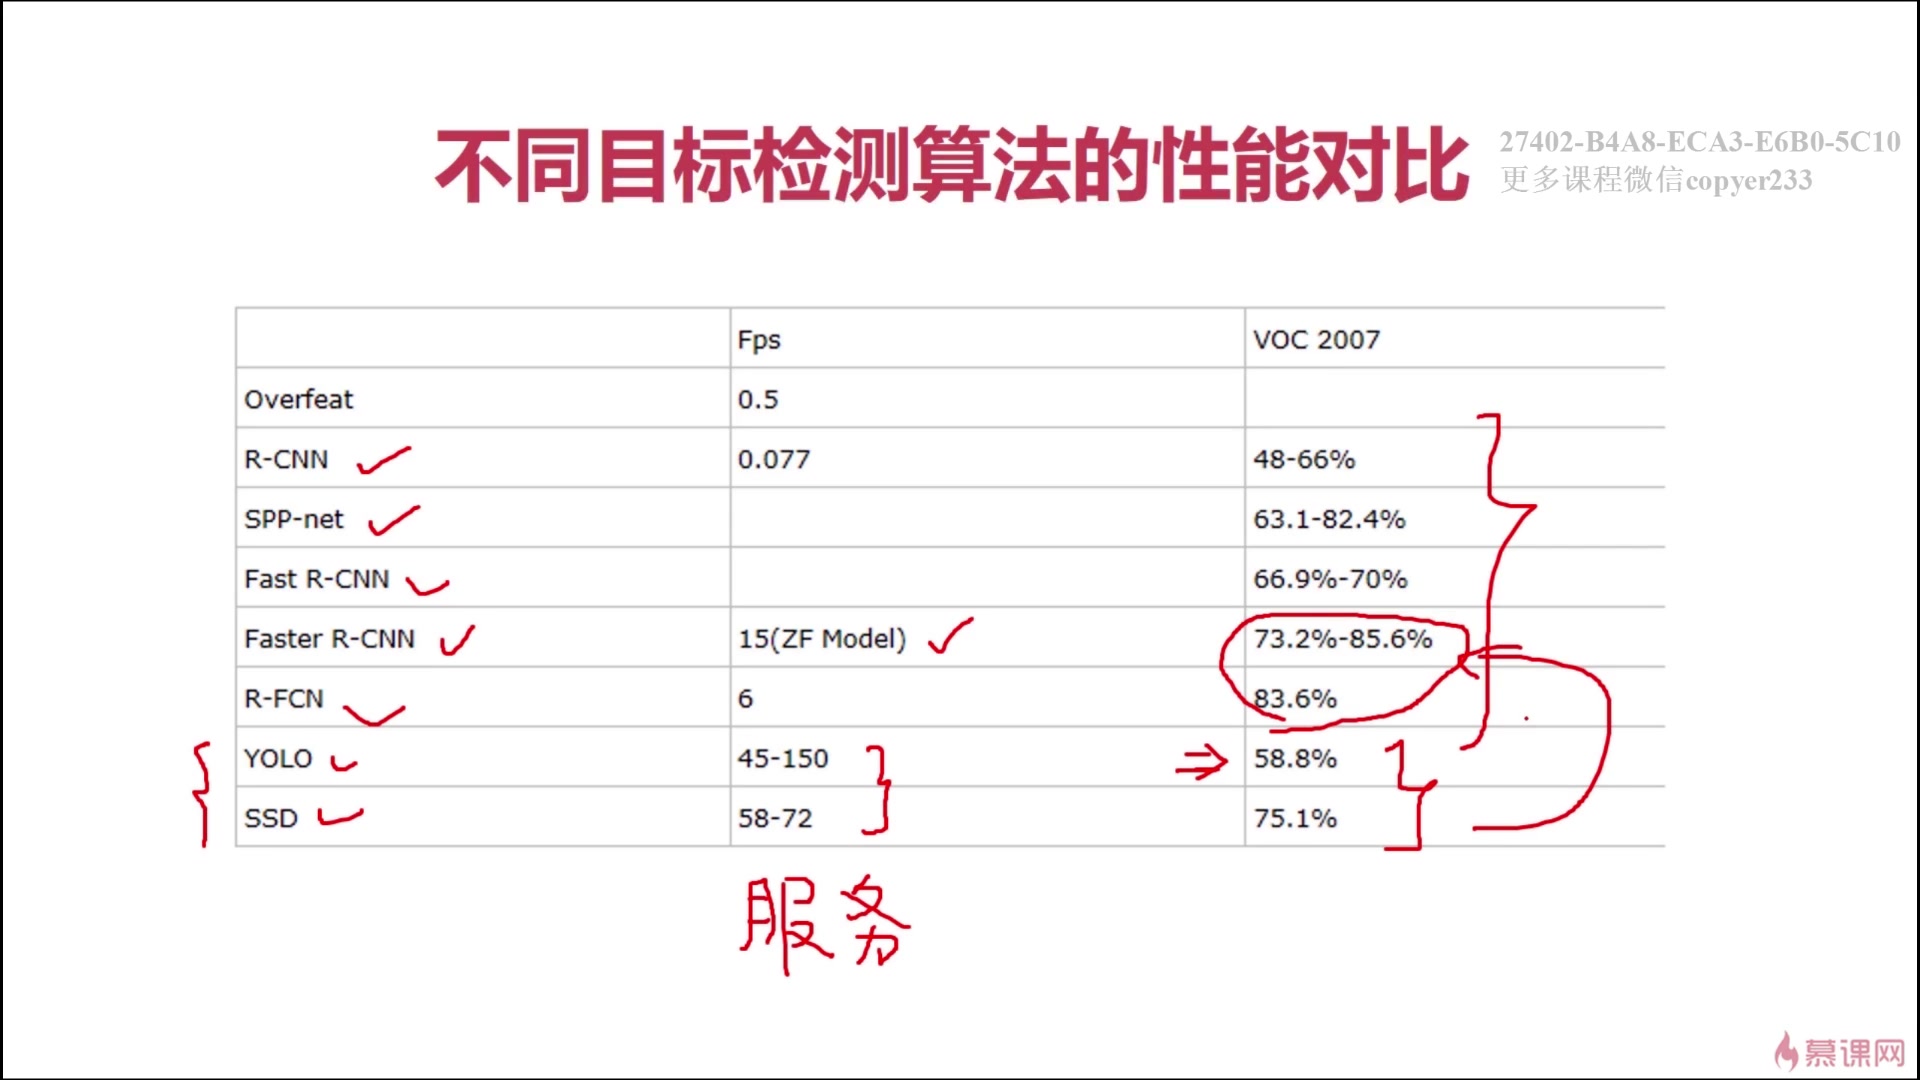 不同目标检测算法的性能对比
27402-B4A8-ECA3-E6B0-5C10
更多课程微信copyer233
Fps VOC 2007
Overfeat 0.5
R-CNN 0.077 48-66%
SPP-net 63.1-82.4%
Fast R-CNN 66.9%-70%
Faster R-CNN 15(ZF Model) 73.2%-85.6%
R-FCN 6 83.6%
YOLO 45-150 58.8%
SSD 58-72 75.1%
服务
慕课网